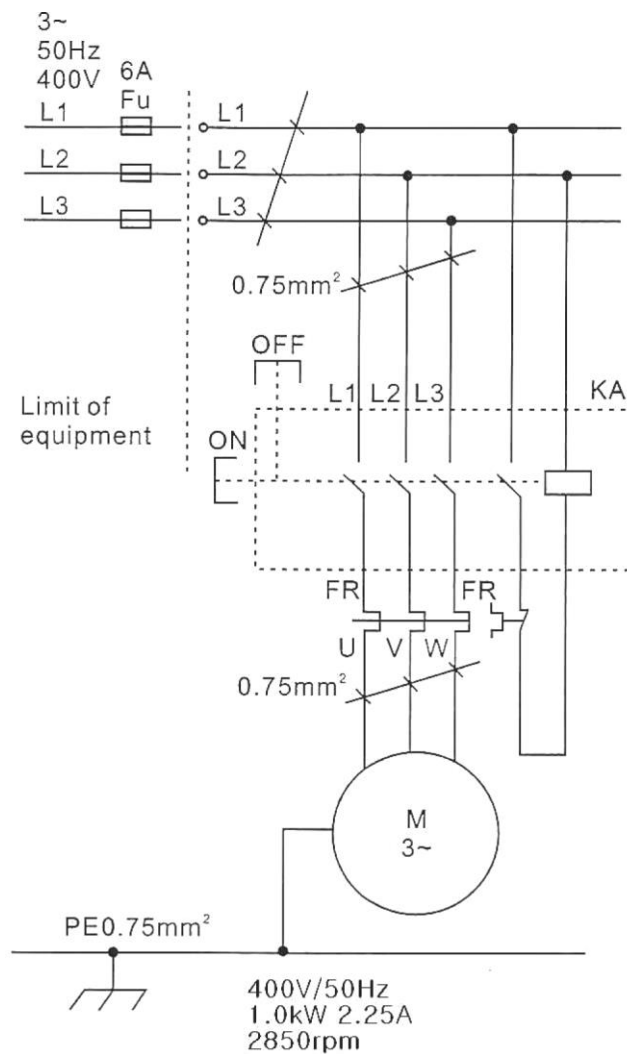 3~
50Hz
400V
6A
Fu
L1
L1
L2
L2
L3
L3
0.75mm²
OFF
L1
L2
L3
KA
Limit of
equipment
ON
FR
FR
U
V
W
0.75mm²
M
3~
PE0.75mm²
400V/50Hz
1.0kW 2.25A
2850rpm